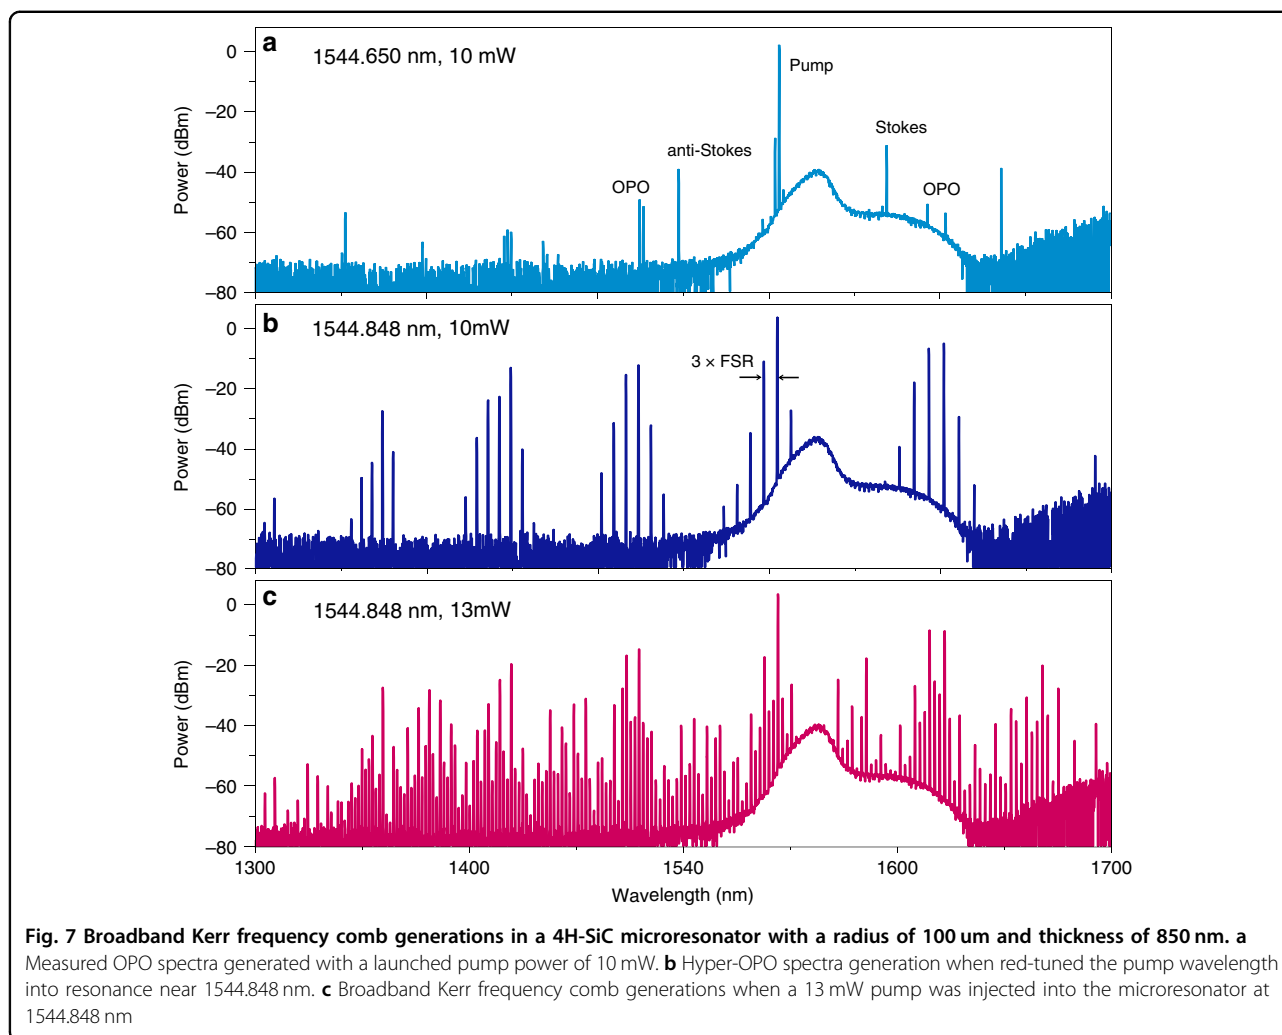 a
1544.650 nm, 10 mW
Pump
anti-Stokes
Stokes
OPO
OPO
Power (dBm)
0
−20
−40
−60
−80
b
1544.848 nm, 10mW
3 × FSR
Power (dBm)
0
−20
−40
−60
−80
c
1544.848 nm, 13mW
Power (dBm)
0
−20
−40
−60
−80
1300 1400 1540 1600 1700
Wavelength (nm)
Fig. 7 Broadband Kerr frequency comb generations in a 4H-SiC microresonator with a radius of 100 um and thickness of 850 nm. a
Measured OPO spectra generated with a launched pump power of 10 mW. b Hyper-OPO spectra generation when red-tuned the pump wavelength
into resonance near 1544.848 nm. c Broadband Kerr frequency comb generations when a 13 mW pump was injected into the microresonator at
1544.848 nm